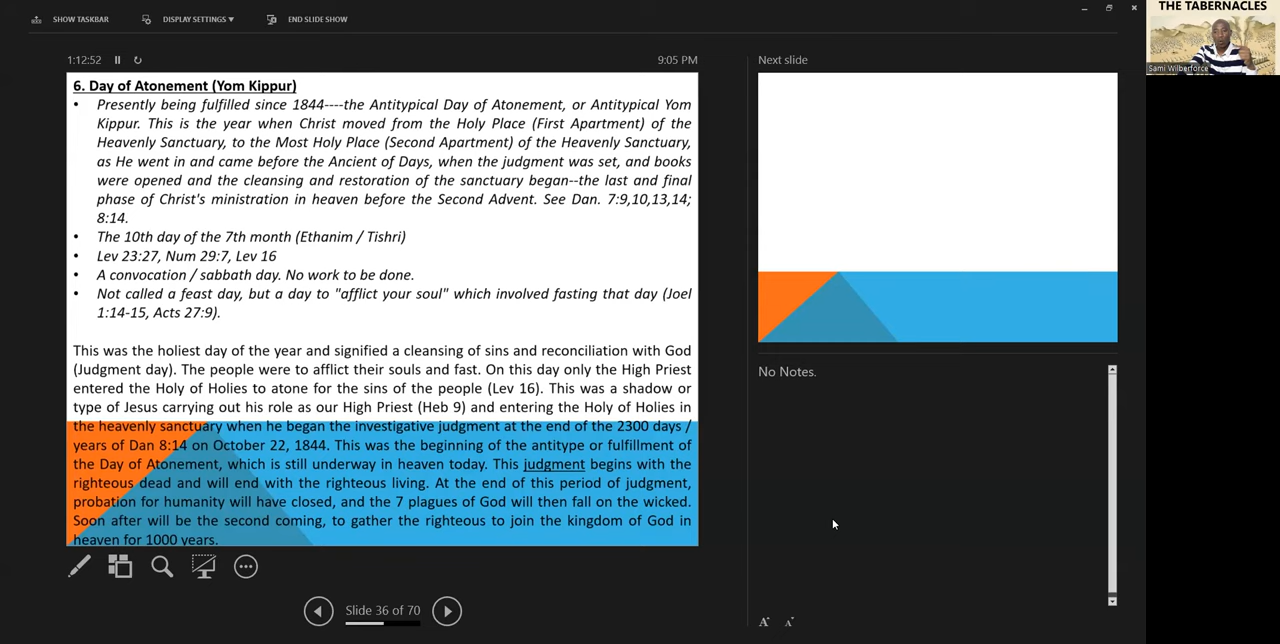 SHOW TASKBAR
DISPLAY SETTINGS ▼
END SLIDE SHOW
THE TABERNACLES
Sami Wilberforce
1:12:52
9:05 PM
Next slide
6. Day of Atonement (Yom Kippur)
• Presently being fulfilled since 1844----the Antitypical Day of Atonement, or Antitypical Yom
Kippur. This is the year when Christ moved from the Holy Place (First Apartment) of the
Heavenly Sanctuary, to the Most Holy Place (Second Apartment) of the Heavenly Sanctuary,
as He went in and came before the Ancient of Days, when the judgment was set, and books
were opened and the cleansing and restoration of the sanctuary began--the last and final
phase of Christ's ministration in heaven before the Second Advent. See Dan. 7:9,10,13,14;
8:14.
• The 10th day of the 7th month (Ethanim / Tishri)
• Lev 23:27, Num 29:7, Lev 16
• A convocation / sabbath day. No work to be done.
• Not called a feast day, but a day to "afflict your soul" which involved fasting that day (Joel
1:14-15, Acts 27:9).
This was the holiest day of the year and signified a cleansing of sins and reconciliation with God
(Judgment day). The people were to afflict their souls and fast. On this day only the High Priest
entered the Holy of Holies to atone for the sins of the people (Lev 16). This was a shadow or
type of Jesus carrying out his role as our High Priest (Heb 9) and entering the Holy of Holies in
the heavenly sanctuary when he began the investigative judgment at the end of the 2300 days /
years of Dan 8:14 on October 22, 1844. This was the beginning of the antitype or fulfillment of
the Day of Atonement, which is still underway in heaven today. This judgment begins with the
righteous dead and will end with the righteous living. At the end of this period of judgment,
probation for humanity will have closed, and the 7 plagues of God will then fall on the wicked.
Soon after will be the second coming, to gather the righteous to join the kingdom of God in
heaven for 1000 years.
No Notes.
Slide 36 of 70
A A